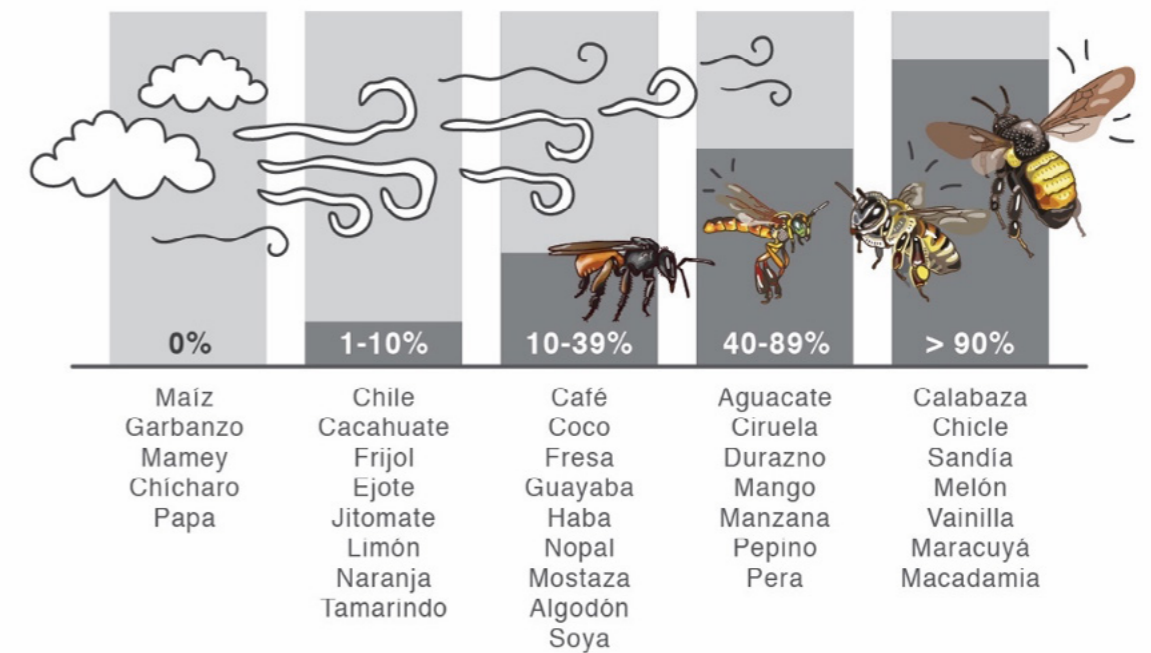 0%
Maíz
Garbanzo
Mamey
Chícharo
Papa
1-10%
Chile
Cacahuate
Frijol
Ejote
Jitomate
Limón
Naranja
Tamarindo
10-39%
Café
Coco
Fresa
Guayaba
Haba
Nopal
Mostaza
Algodón
Soya
40-89%
Aguacate
Ciruela
Durazno
Mango
Manzana
Pepino
Pera
> 90%
Calabaza
Chicle
Sandía
Melón
Vainilla
Maracuyá
Macadamia